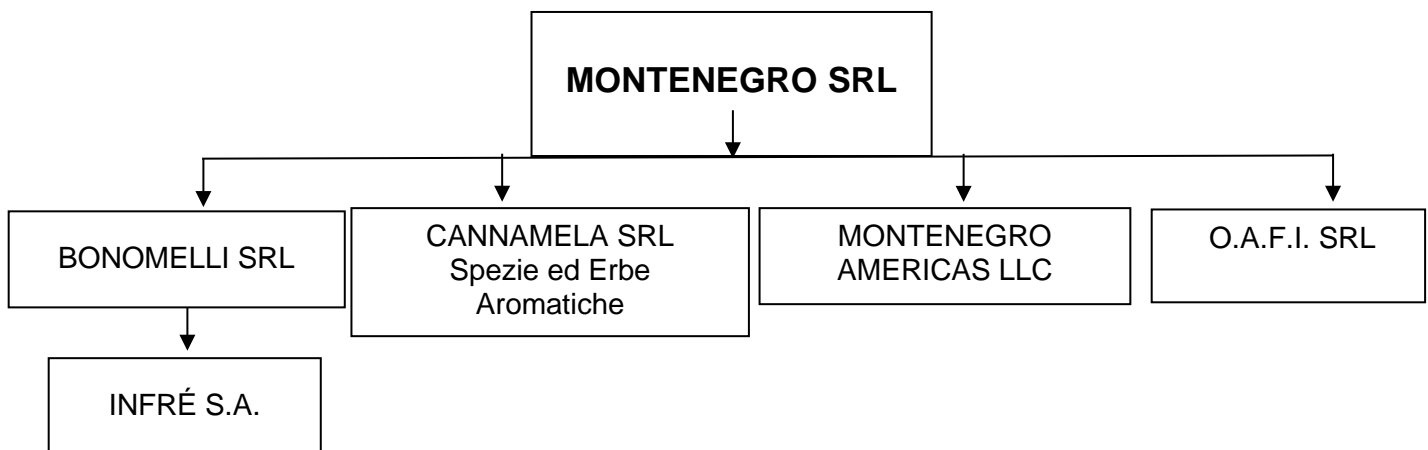 MONTENEGRO SRL
BONOMELLI SRL
CANNAMELA SRL
Spezie ed Erbe
Aromatiche
MONTENEGRO
AMERICAS LLC
O.A.F.I. SRL
INFRÉ S.A.